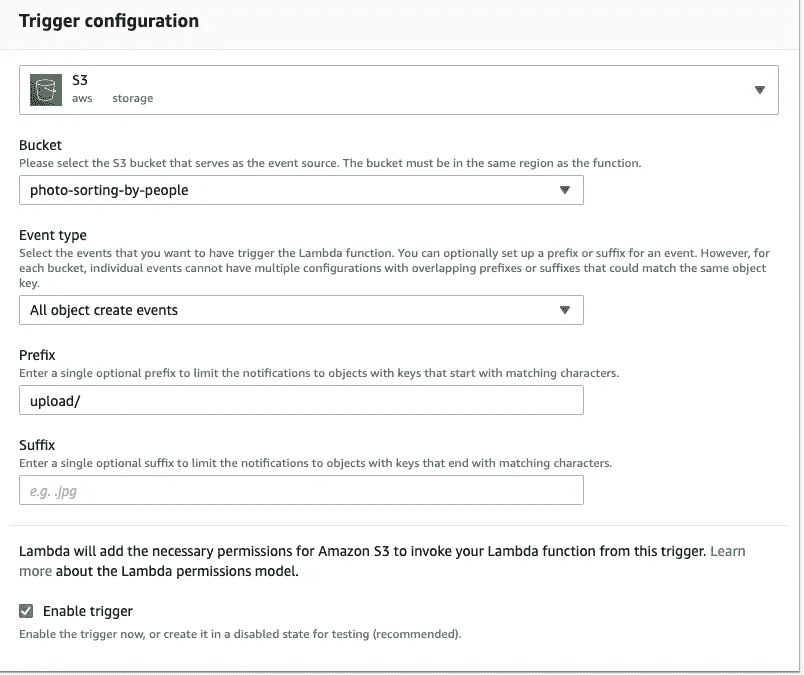 Trigger configuration
S3
aws storage
Bucket
Please select the S3 bucket that serves as the event source. The bucket must be in the same region as the function.
photo-sorting-by-people
Event type
Select the events that you want to have trigger the Lambda function. You can optionally set up a prefix or suffix for an event. However, for
each bucket, individual events cannot have multiple configurations with overlapping prefixes or suffixes that could match the same object
key.
All object create events
Prefix
Enter a single optional prefix to limit the notifications to objects with keys that start with matching characters.
upload/
Suffix
Enter a single optional suffix to limit the notifications to objects with keys that end with matching characters.
e.g. .jpg
Lambda will add the necessary permissions for Amazon S3 to invoke your Lambda function from this trigger. Learn
more about the Lambda permissions model.
Enable trigger
Enable the trigger now, or create it in a disabled state for testing (recommended).